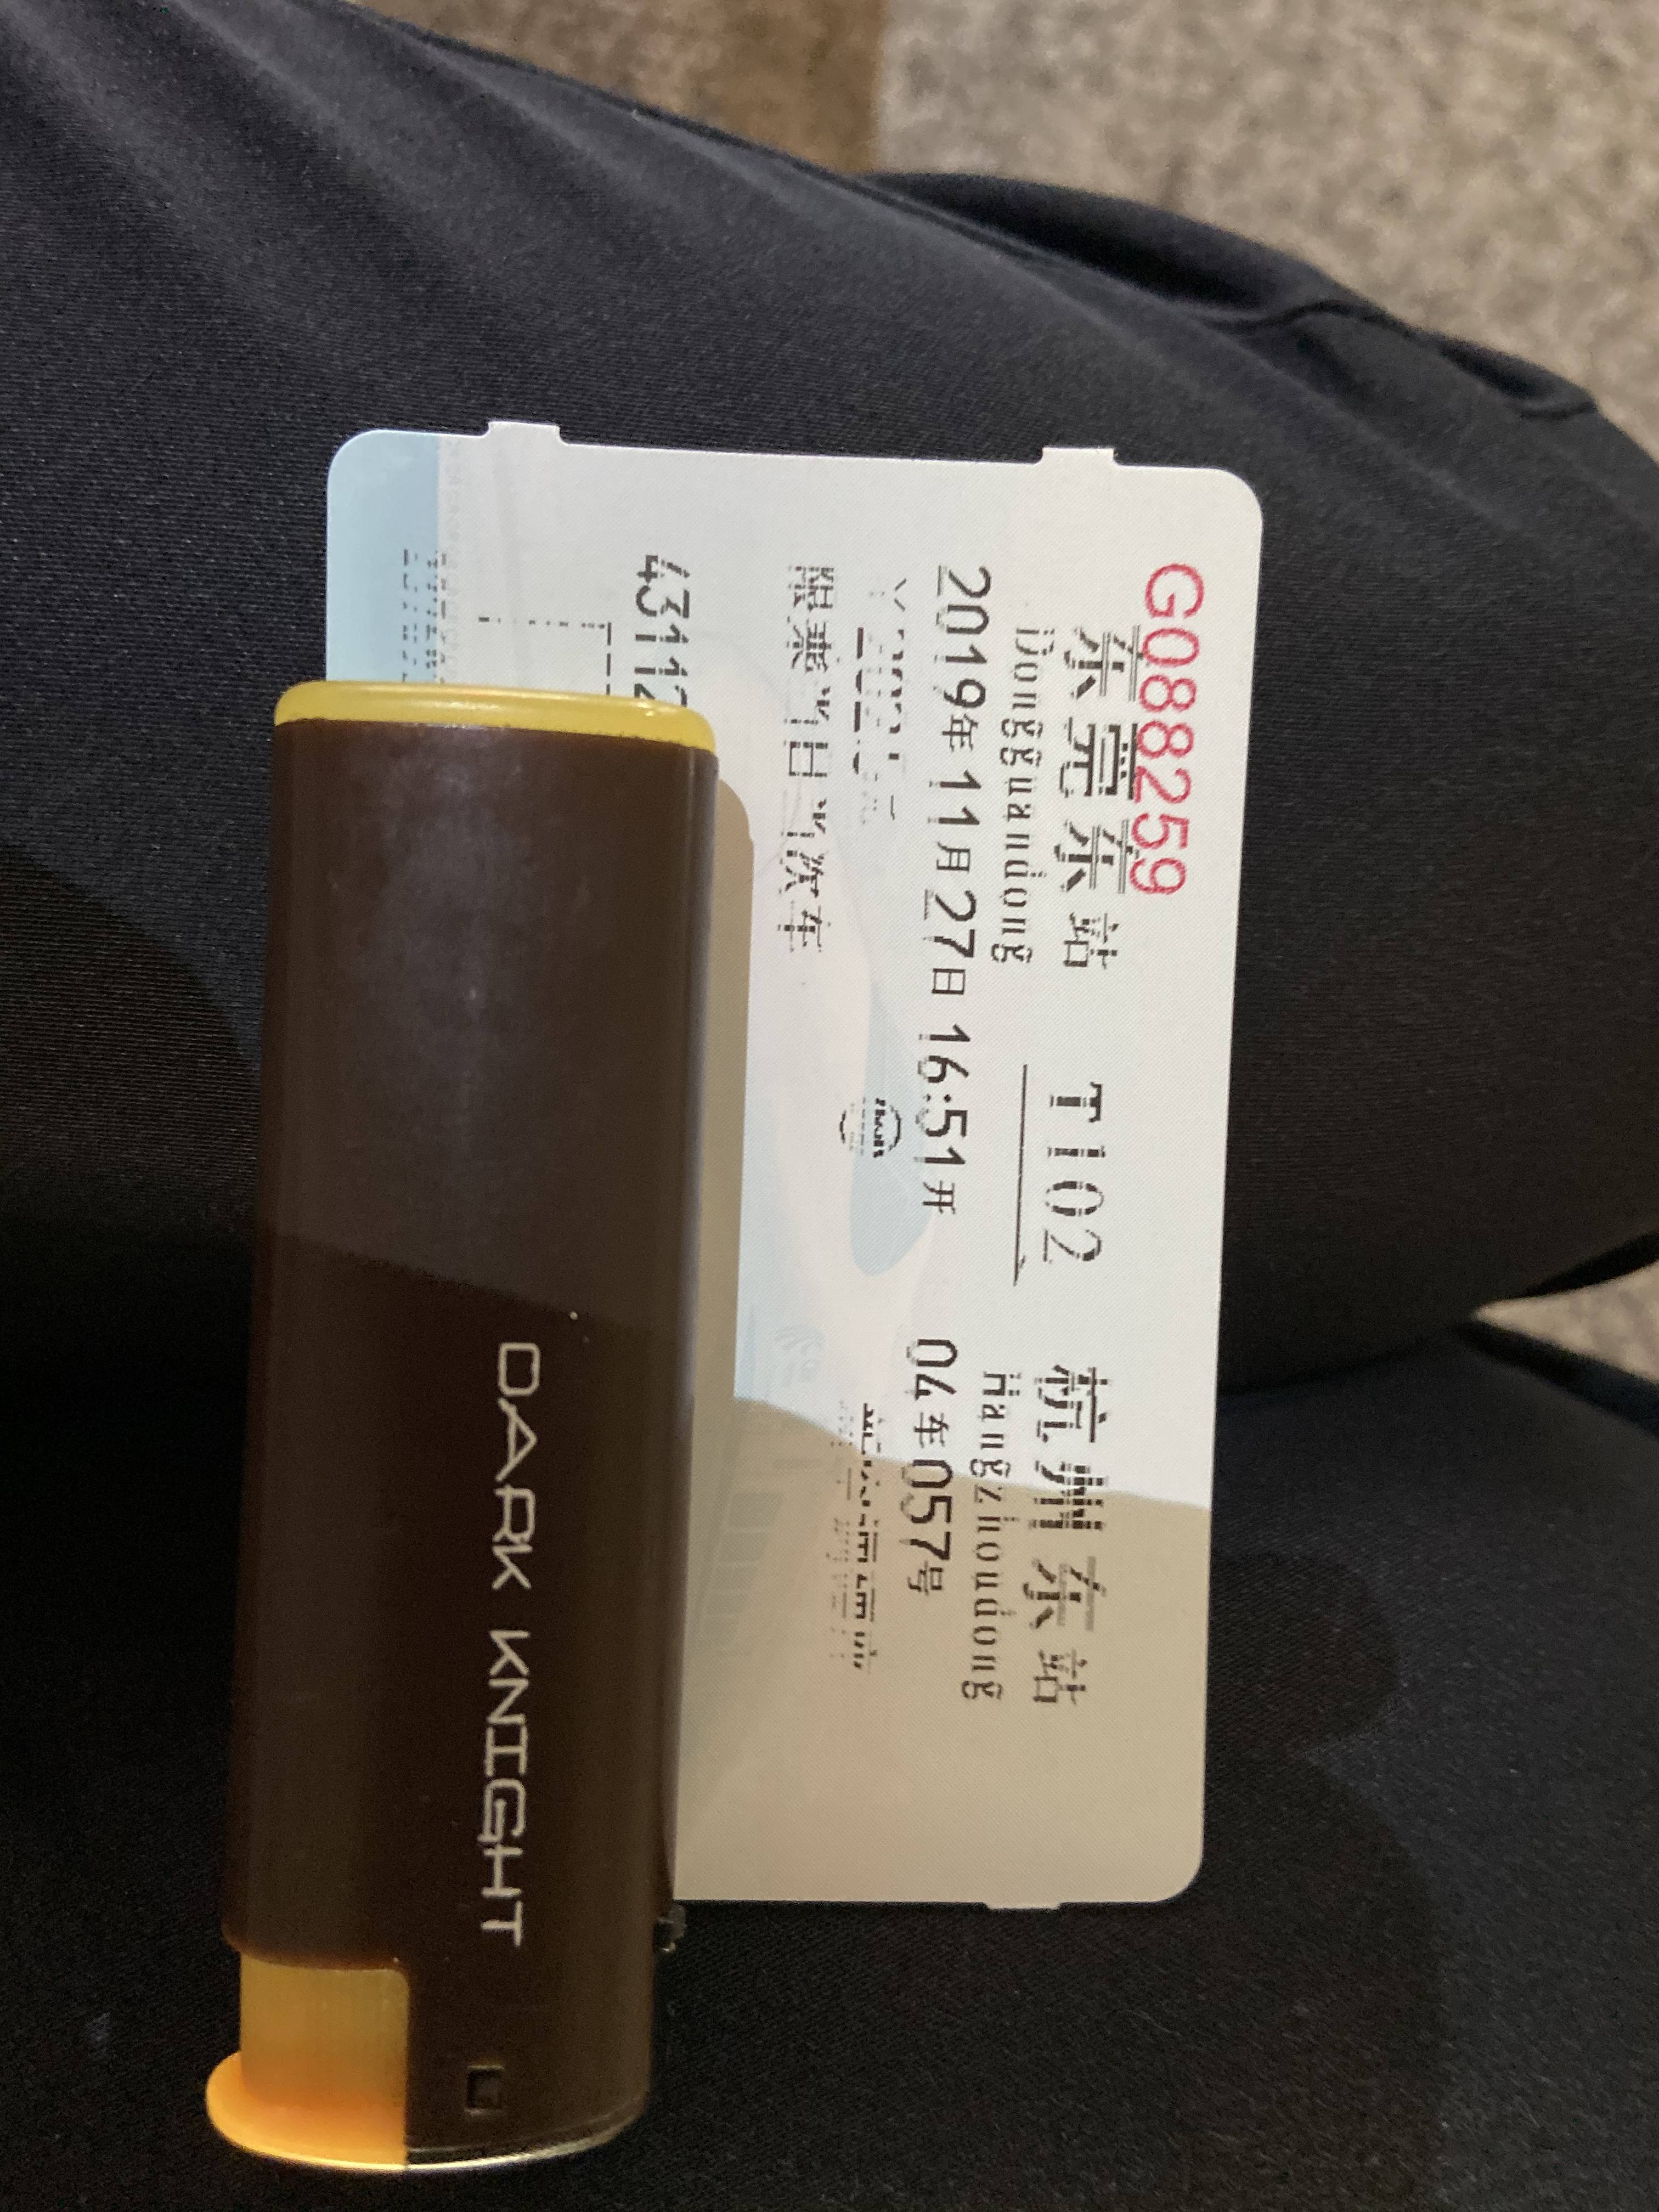 G088259
东莞东站 T102 杭州东站
Dongguandong Hangzhoudong
2019年11月27日16:51开 04车057号
限乘当日当次车
43112
DARK KNIGHT